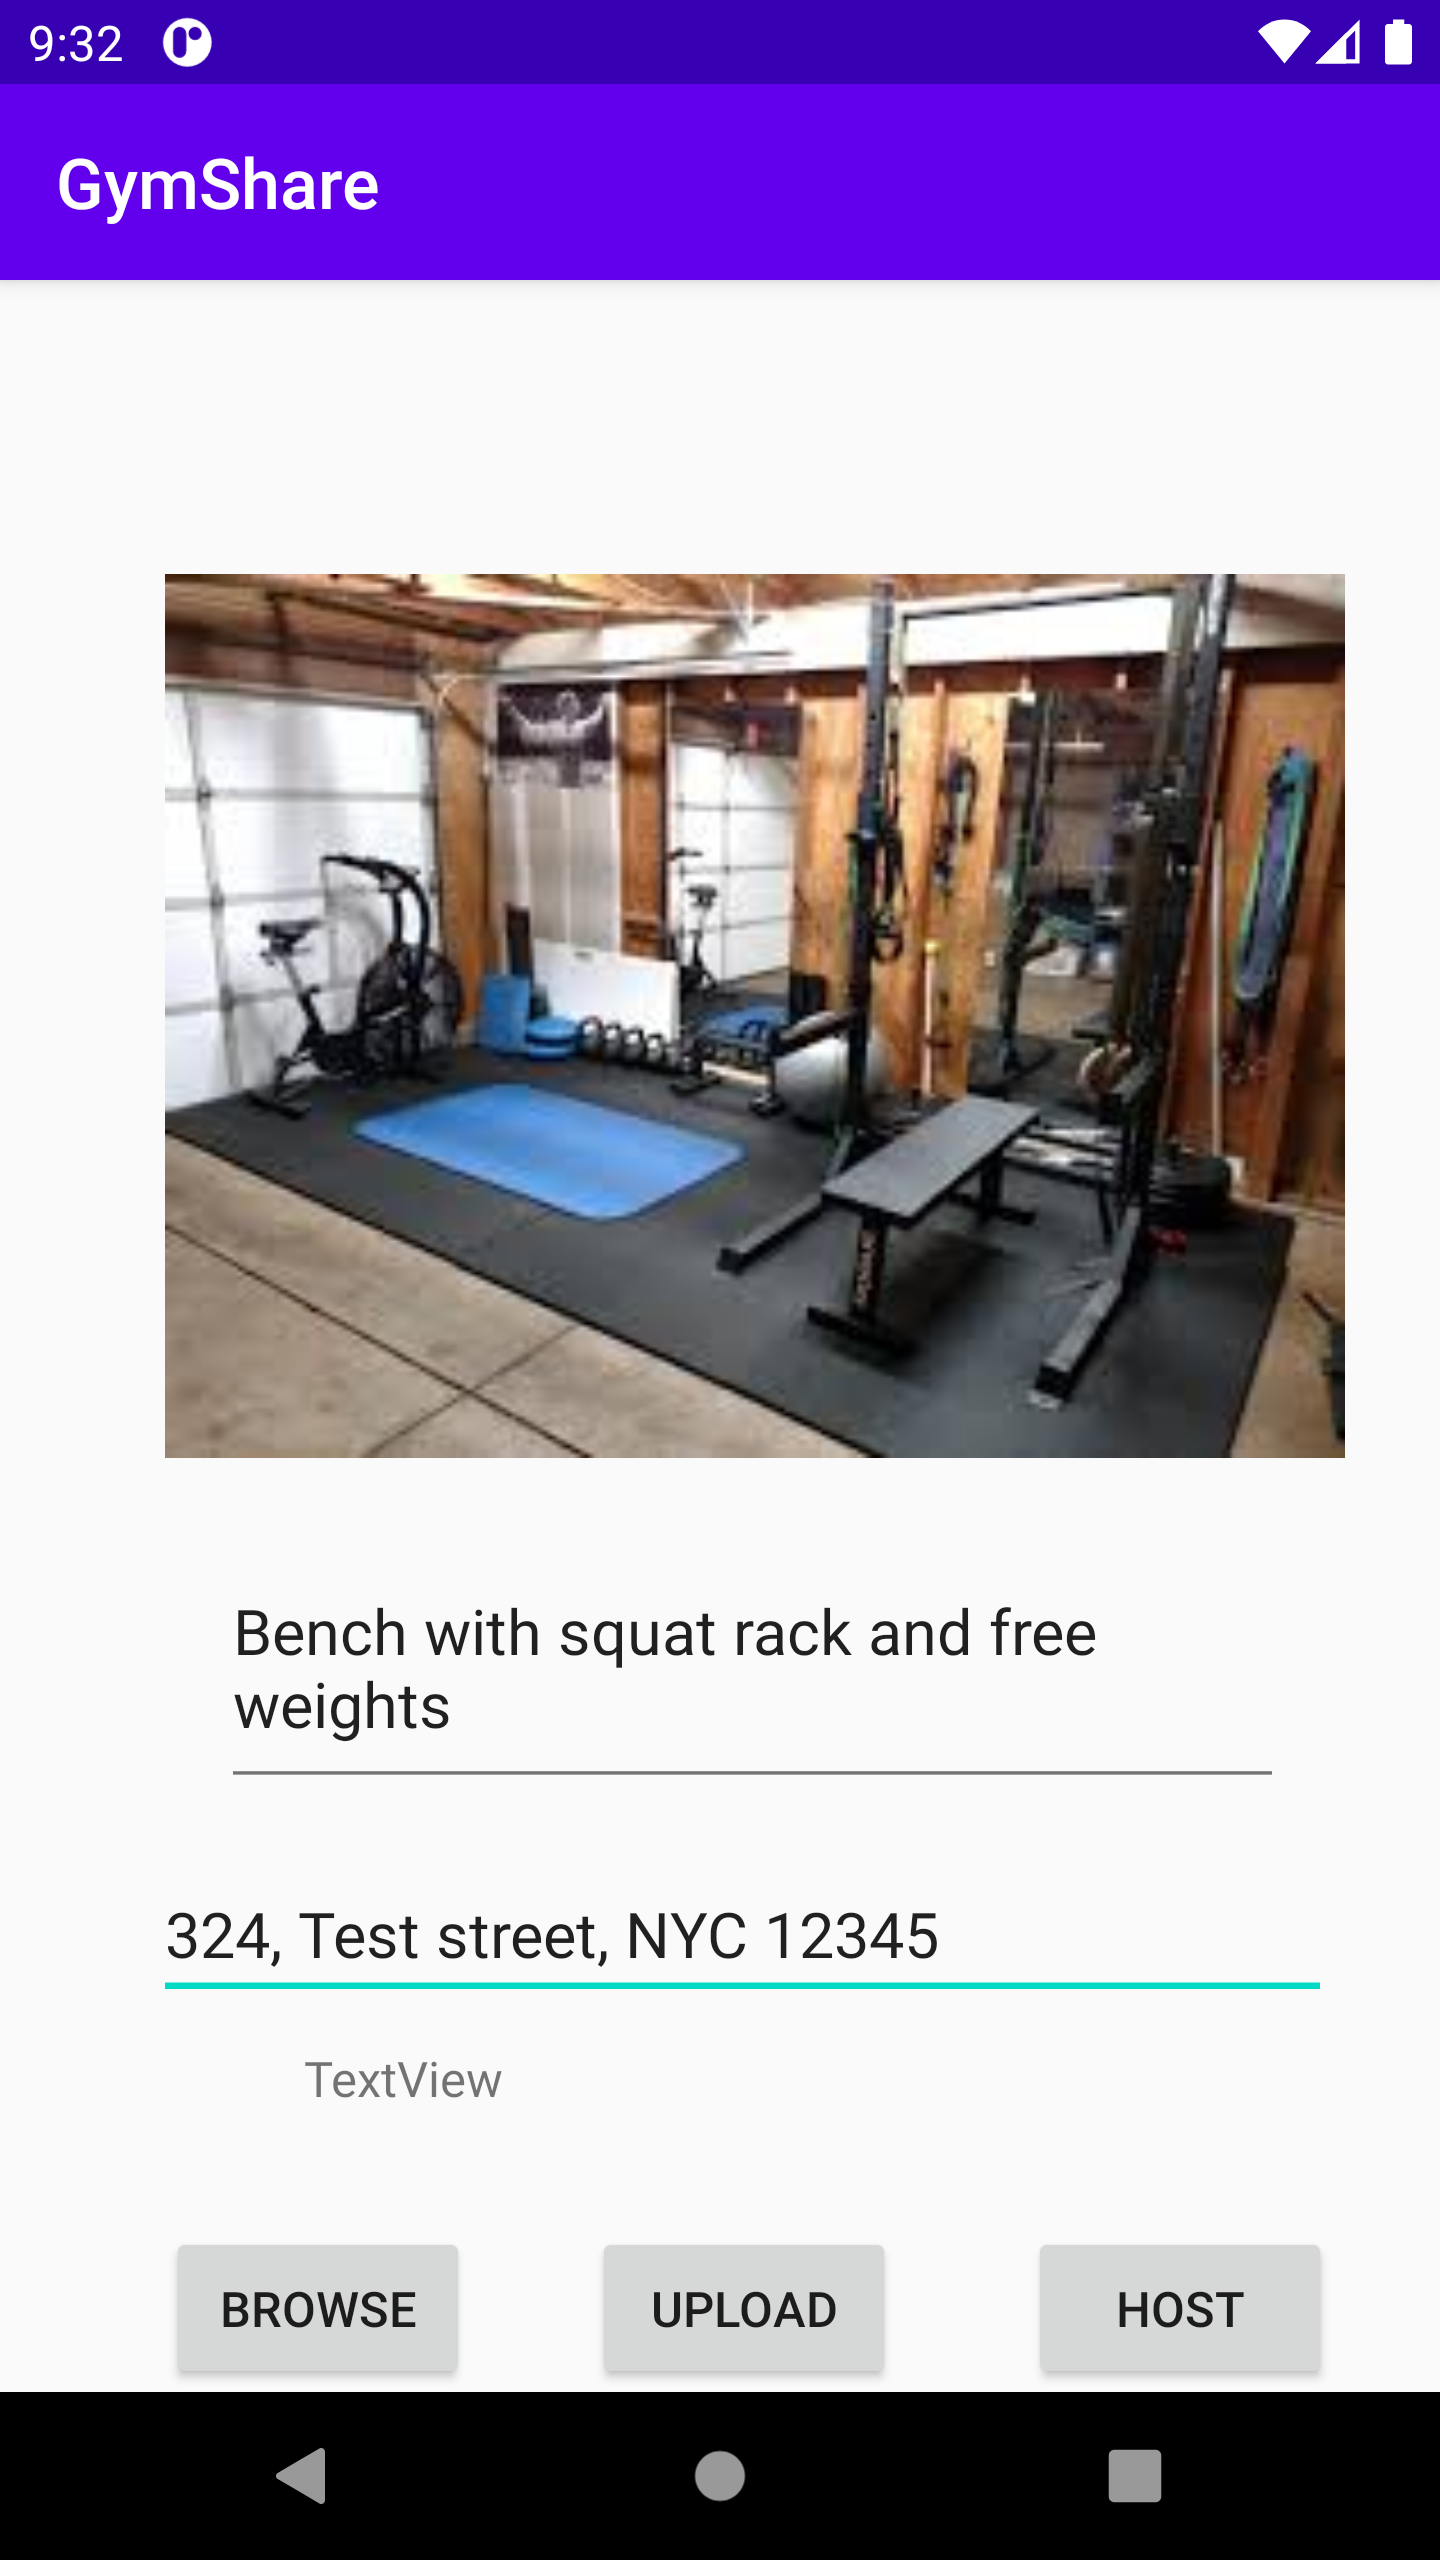 9:32
GymShare
Bench with squat rack and free
weights
324, Test street, NYC 12345
TextView
BROWSE
UPLOAD
HOST